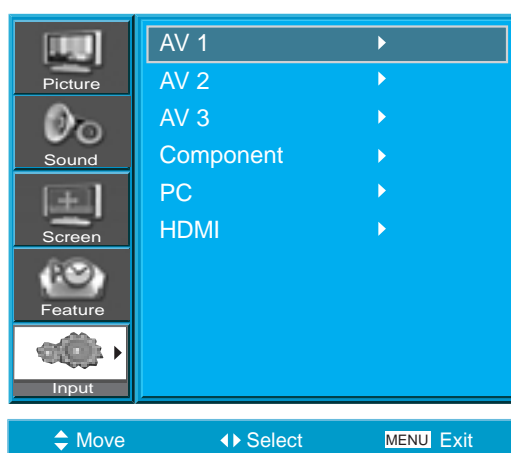 Picture
Sound
Screen
Feature
Input
AV 1
AV 2
AV 3
Component
PC
HDMI
Move Select MENU Exit